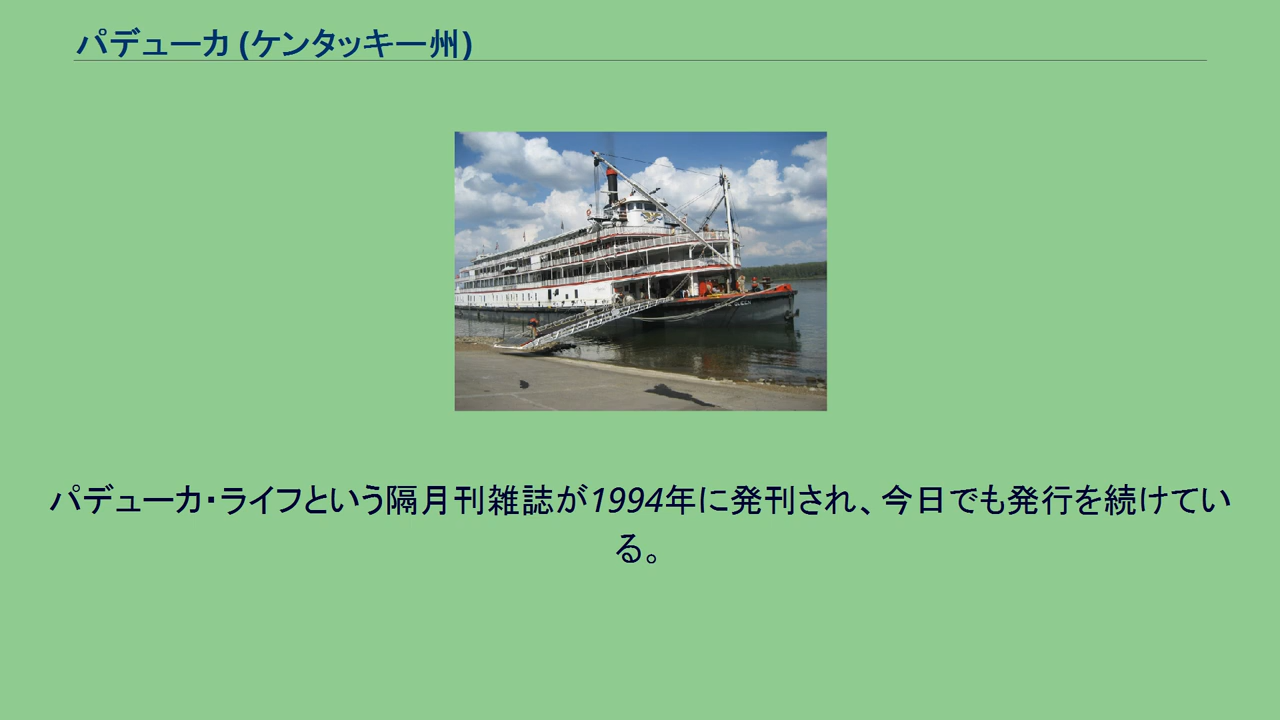 パデューカ (ケンタッキー州)
パデューカ・ライフという隔月刊雑誌が1994年に発刊され、今日でも発行を続けてい
る。